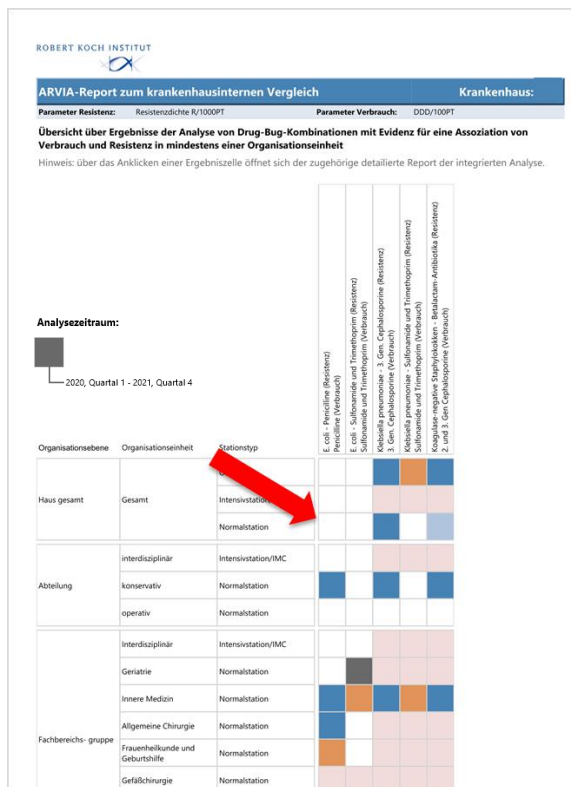 ROBERT KOCH INSTITUT
ARVIA-Report zum krankenhausinternen Vergleich Krankenhaus:
Parameter Resistenz: Resistenzdichte R/1000PT Parameter Verbrauch: DDD/100PT
Übersicht über Ergebnisse der Analyse von Drug-Bug-Kombinationen mit Evidenz für eine Assoziation von
Verbrauch und Resistenz in mindestens einer Organisationseinheit
Hinweis: über das Anklicken einer Ergebniszelle öffnet sich der zugehörige detailierte Report der integrierten Analyse.
E. coli - Penicilline (Resistenz)
Penicilline (Verbrauch)
E. coli - Sulfonamide und Trimethoprim (Resistenz)
Sulfonamide und Trimethoprim (Verbrauch)
Klebsiella pneumoniae - 3. Gen. Cephalosporine (Resistenz)
3. Gen. Cephalosporine (Verbrauch)
Klebsiella pneumoniae - Sulfonamide und Trimethoprim (Resistenz)
Sulfonamide und Trimethoprim (Verbrauch)
Koagulase-negative Staphylokokken - Betalactam-Antibiotika (Resistenz)
2. und 3. Gen Cephalosporine (Verbrauch)
Analysezeitraum:
2020, Quartal 1 - 2021, Quartal 4
Organisationsebene Organisationseinheit Stationstyp
Haus gesamt Gesamt
Normalstation
interdisziplinär Intensivstation/IMC
Abteilung konservativ Normalstation
operativ Normalstation
Interdisziplinär Intensivstation/IMC
Geriatrie Normalstation
Innere Medizin Normalstation
Allgemeine Chirurgie Normalstation
Fachbereichs- gruppe
Frauenheilkunde und
Geburtshilfe Normalstation
Gefäßchirurgie Normalstation